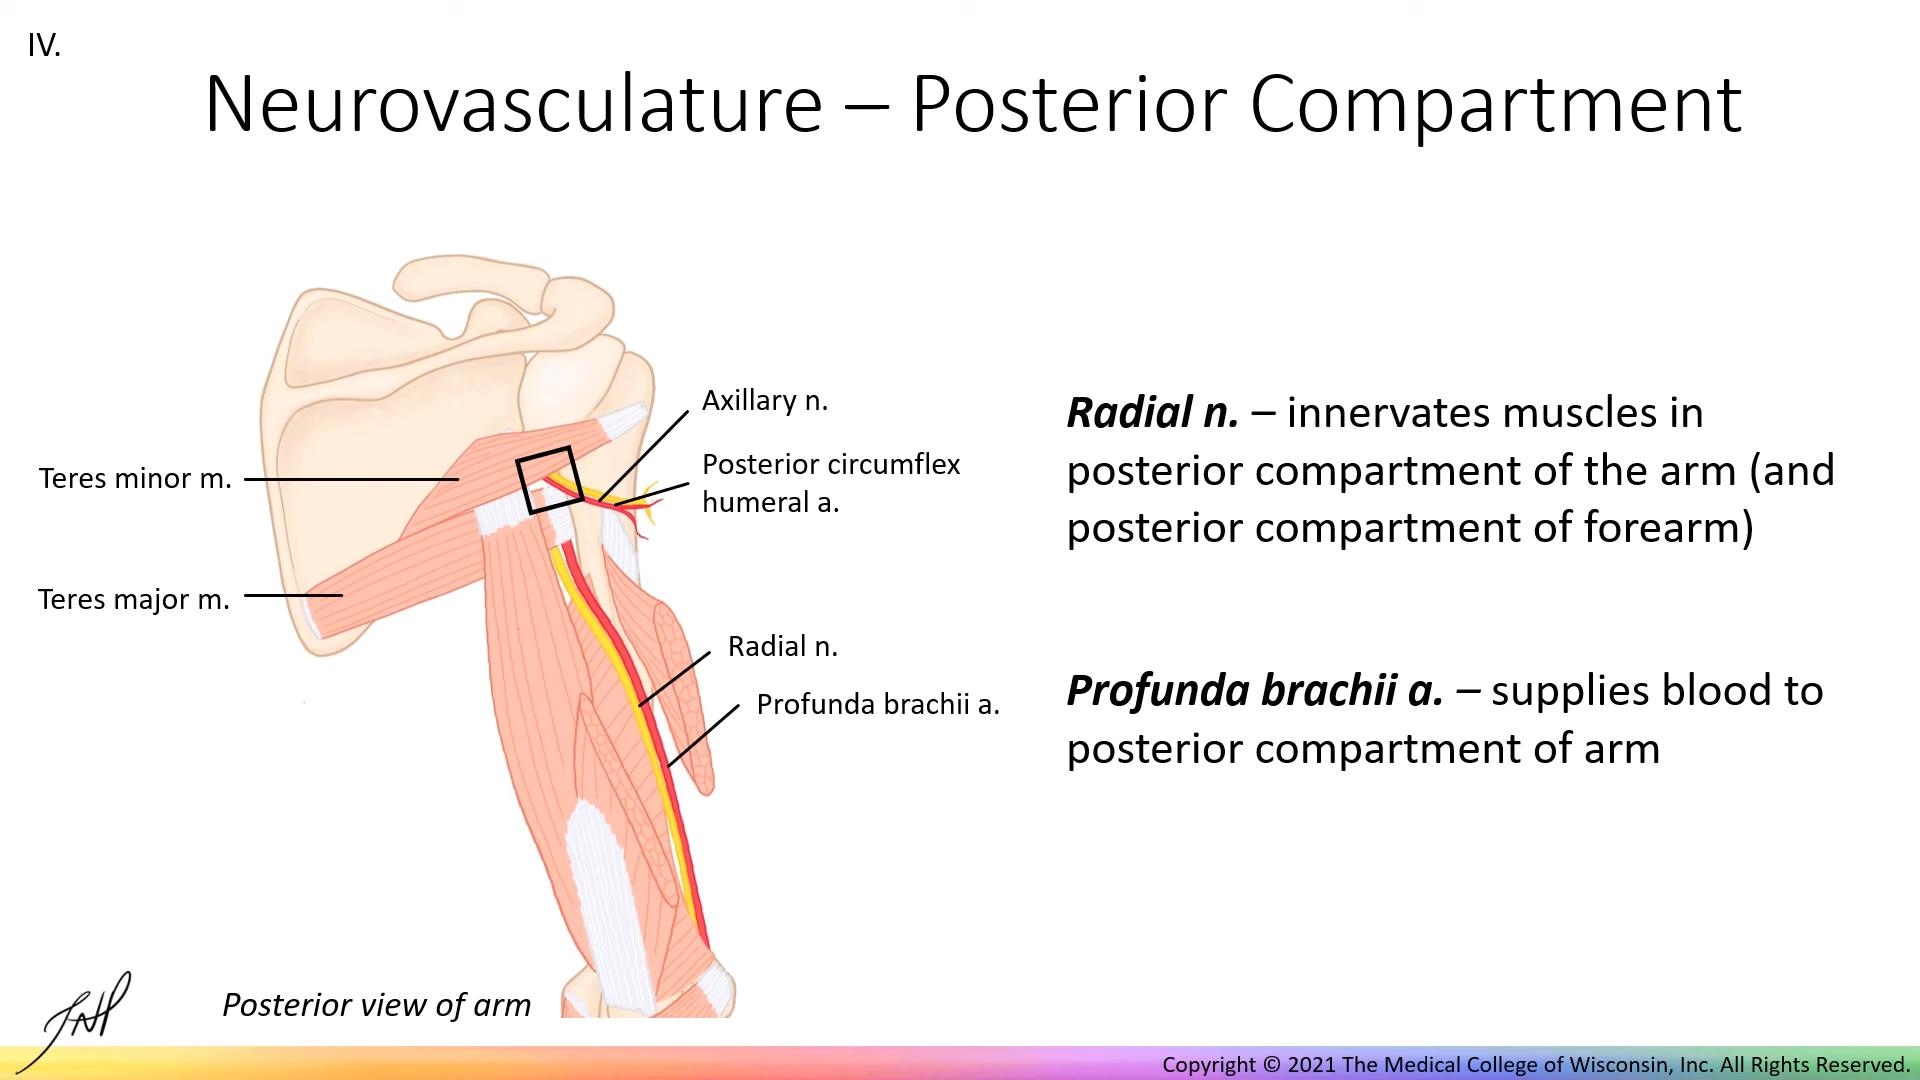 IV.
Neurovasculature – Posterior Compartment
Axillary n.
Posterior circumflex
humeral a.
Teres minor m.
Teres major m.
Radial n.
Profunda brachii a.
Radial n. – innervates muscles in
posterior compartment of the arm (and
posterior compartment of forearm)
Profunda brachii a. – supplies blood to
posterior compartment of arm
Posterior view of arm
Copyright © 2021 The Medical College of Wisconsin, Inc. All Rights Reserved.